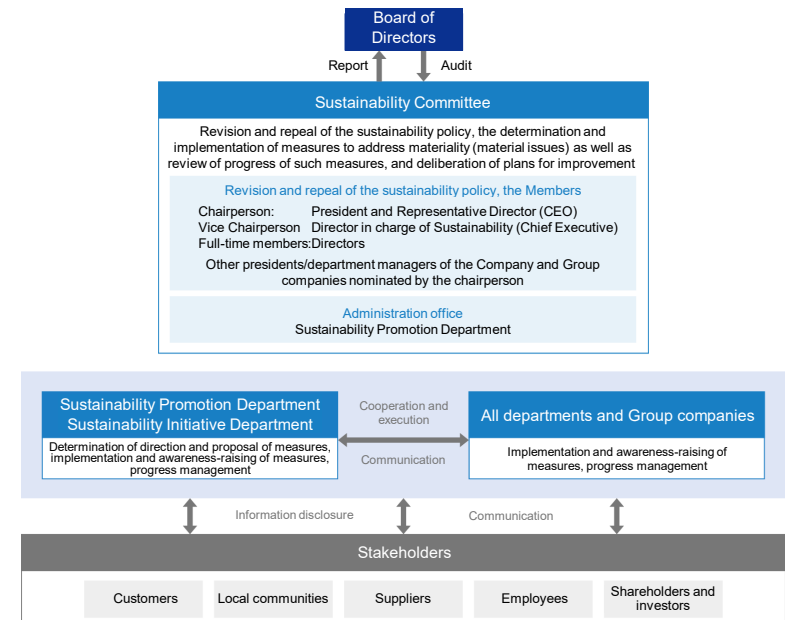 Board of
Directors
Report
Audit
Sustainability Committee
Revision and repeal of the sustainability policy, the determination and
implementation of measures to address materiality (material issues) as well as
review of progress of such measures, and deliberation of plans for improvement
Revision and repeal of the sustainability policy, the Members
Chairperson: President and Representative Director (CEO)
Vice Chairperson Director in charge of Sustainability (Chief Executive)
Full-time members: Directors
Other presidents/department managers of the Company and Group
companies nominated by the chairperson
Administration office
Sustainability Promotion Department
Sustainability Promotion Department
Sustainability Initiative Department
Determination of direction and proposal of measures,
implementation and awareness-raising of measures,
progress management
Cooperation and
execution
Communication
All departments and Group companies
Implementation and awareness-raising of
measures, progress management
Information disclosure
Communication
Stakeholders
Customers
Local communities
Suppliers
Employees
Shareholders and
investors